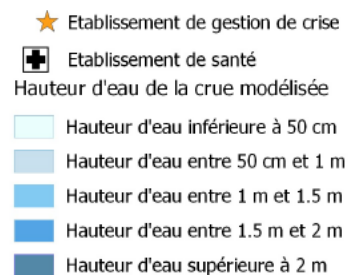 Etablissement de gestion de crise
Etablissement de santé
Hauteur d'eau de la crue modélisée
Hauteur d'eau inférieure à 50 cm
Hauteur d'eau entre 50 cm et 1 m
Hauteur d'eau entre 1 m et 1.5 m
Hauteur d'eau entre 1.5 m et 2 m
Hauteur d'eau supérieure à 2 m